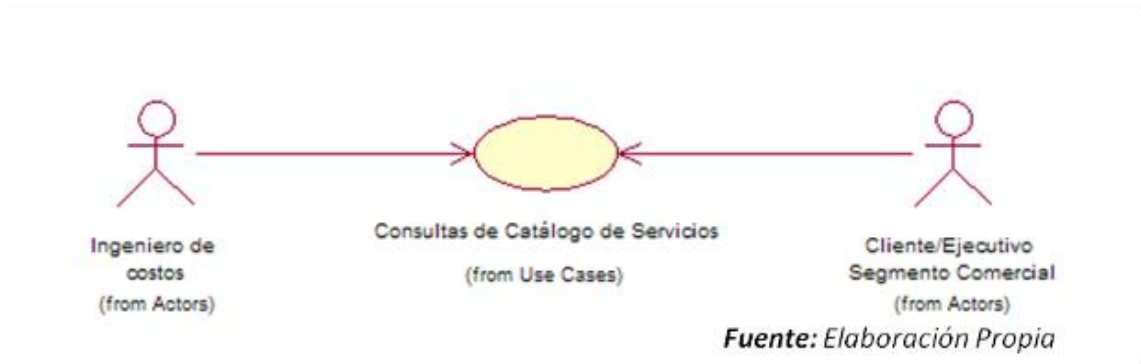 Ingeniero de
costos
(from Actors)
Consultas de Catálogo de Servicios
(from Use Cases)
Cliente/Ejecutivo
Segmento Comercial
(from Actors)
Fuente: Elaboración Propia